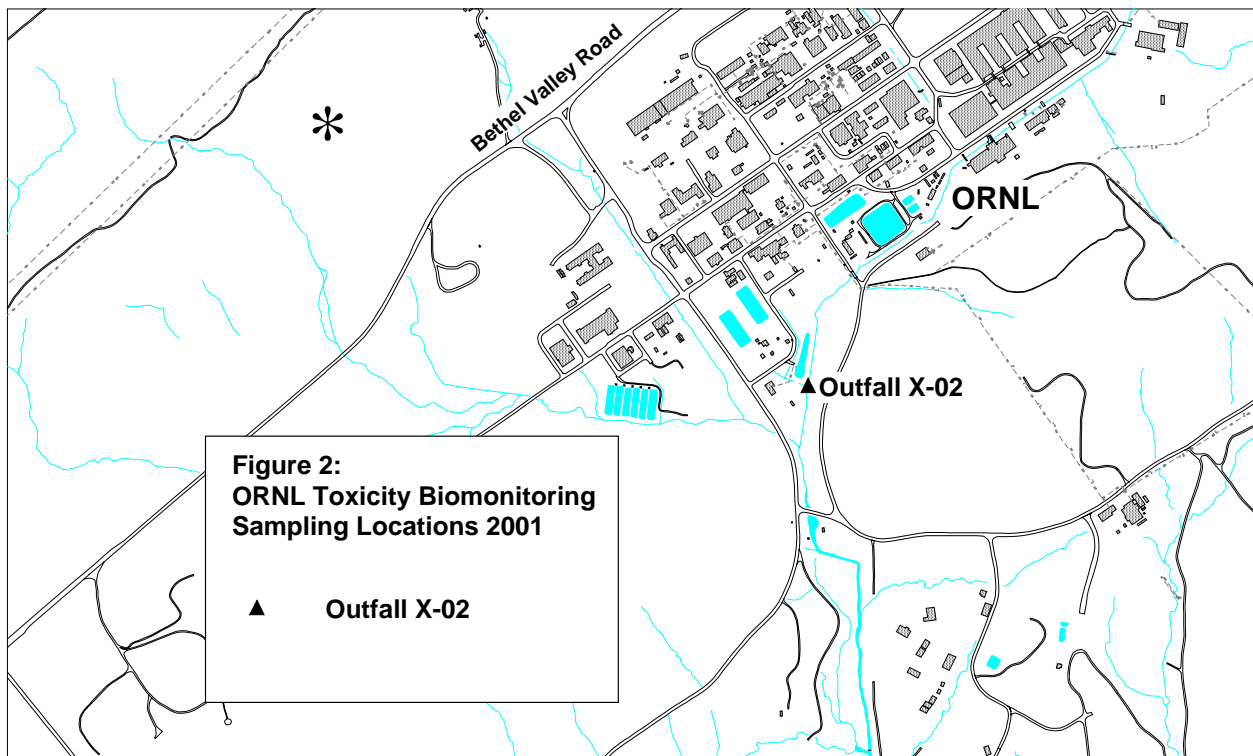 Bethel Valley Road
*
ORNL
Outfall X-02
Figure 2:
ORNL Toxicity Biomonitoring
Sampling Locations 2001
▲ Outfall X-02